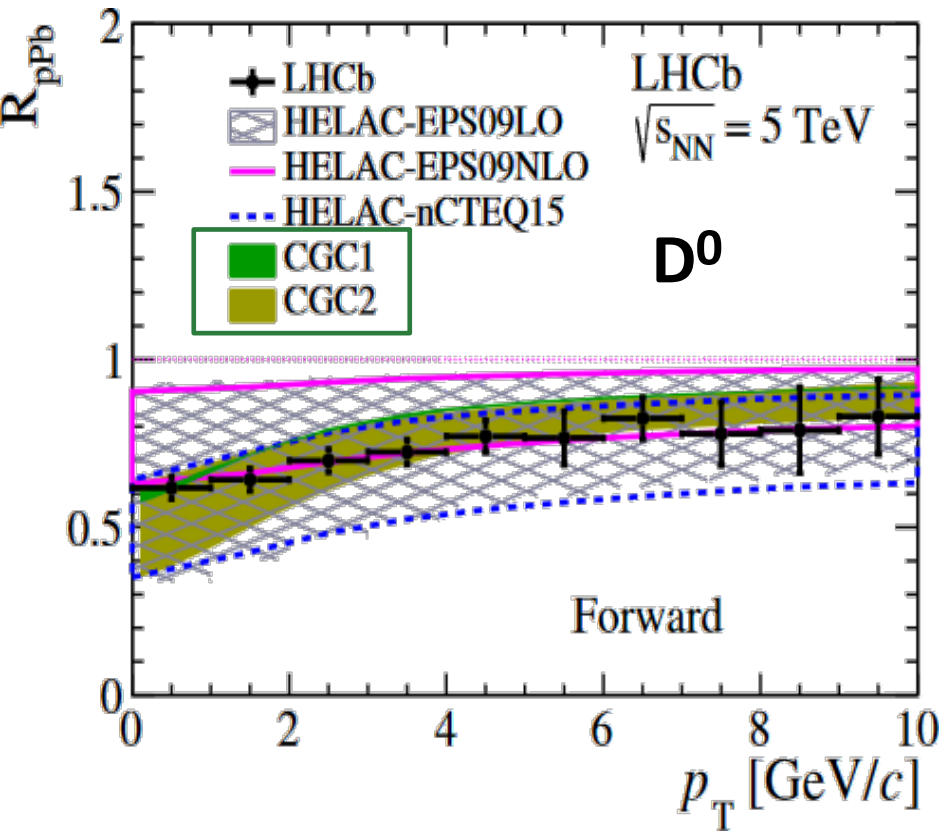 R_pPb
2
1.5
1
0.5
0
LHCb
HELAC-EPS09LO
HELAC-EPS09NLO
HELAC-nCTEQ15
CGC1
CGC2
LHCb
√s_NN = 5 TeV
D⁰
Forward
0 2 4 6 8 10
p_T [GeV/c]